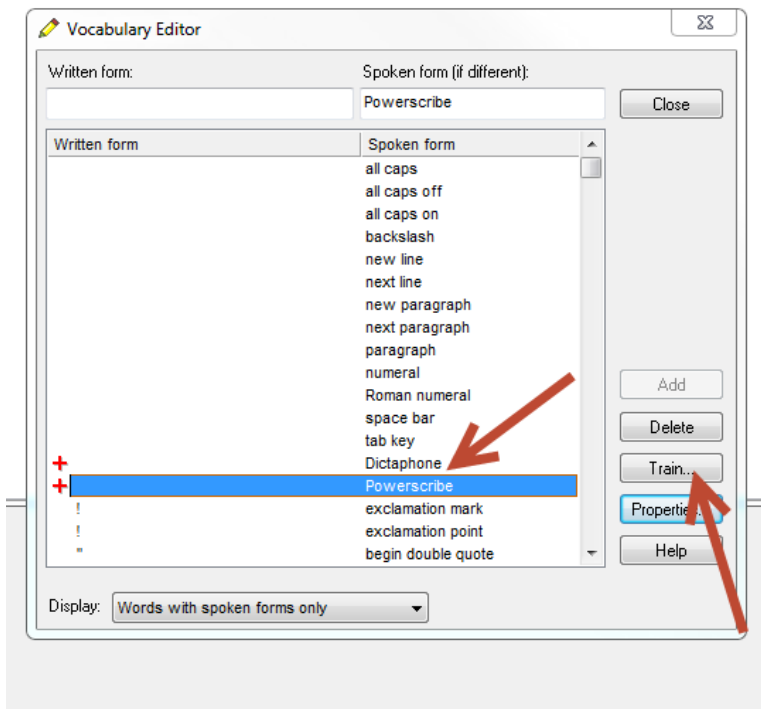 Vocabulary Editor
Written form: Spoken form (if different):
Powerscribe Close
Written form Spoken form
all caps
all caps off
all caps on
backslash
new line
next line
new paragraph
next paragraph
paragraph
numeral
Roman numeral
space bar
tab key
+ Dictaphone
+ Powerscribe
! exclamation mark
! exclamation point
" begin double quote
Add
Delete
Train...
Properties...
Help
Display: Words with spoken forms only